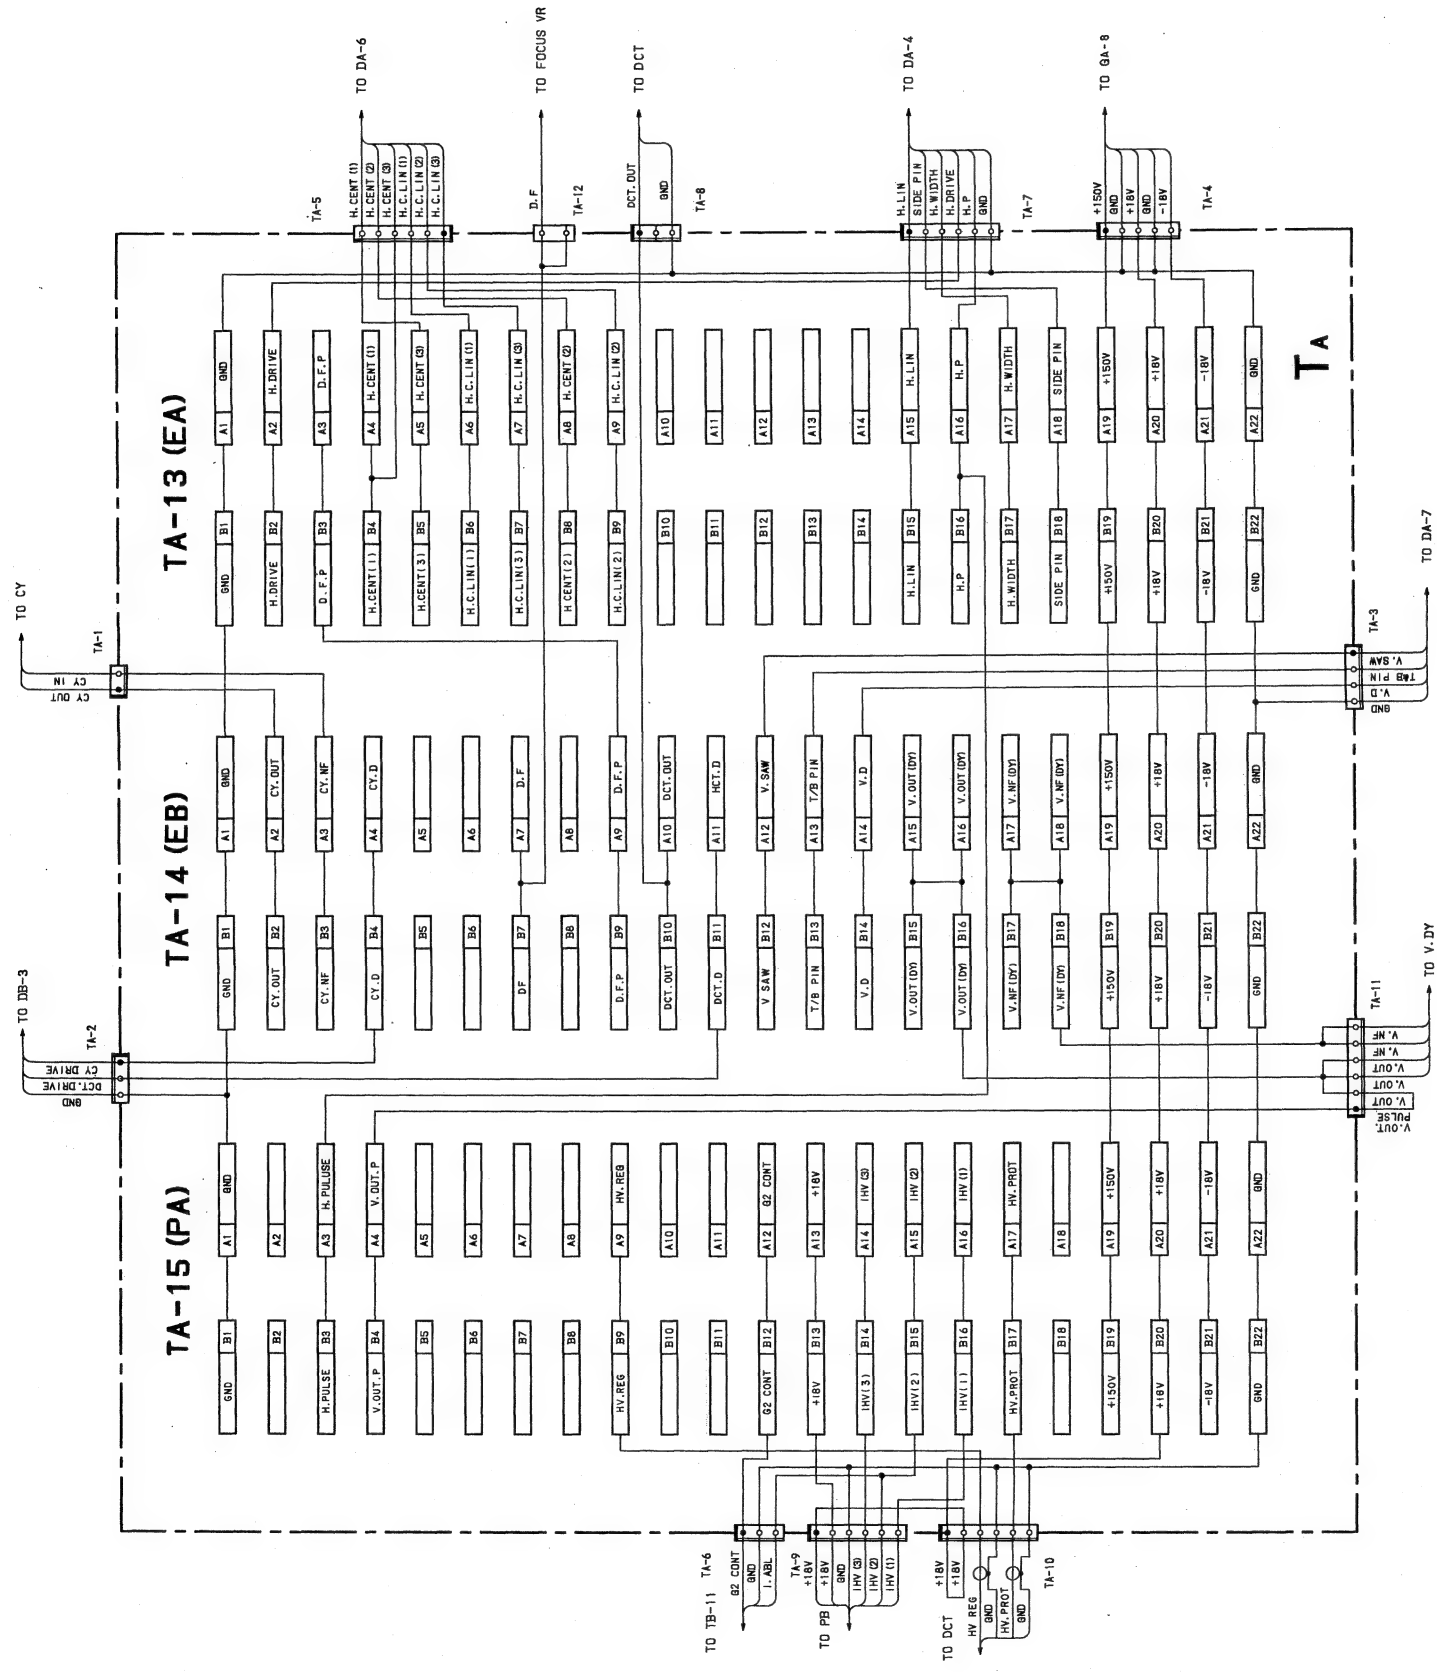 TO DA-6
TO FOCUS VR
TO DCT
TO DA-4
TO GA-8
TA-5
H.CENT(1)
H.CENT(2)
H.CENT(3)
H.C.LIN(1)
H.C.LIN(2)
H.C.LIN(3)
D.F
TA-12
DCT.OUT
GND
TA-8
H.LIN
SIDE PIN
H.WIDTH
H.DRIVE
H.P
GND
TA-7
+150V
GND
+18V
GND
-18V
TA-4
TA-13 (EA)
TA
A1 GND
A2 H.DRIVE
A3 D.F.P
A4 H.CENT(1)
A5 H.CENT(3)
A6 H.C.LIN(1)
A7 H.C.LIN(3)
A8 H.CENT(2)
A9 H.C.LIN(2)
A10
A11
A12
A13
A14
A15 H.LIN
A16 H.P
A17 H.WIDTH
A18 SIDE PIN
A19 +150V
A20 +18V
A21 -18V
A22 GND
GND B1
H.DRIVE B2
D.F.P B3
H.CENT(1) B4
H.CENT(3) B5
H.C.LIN(1) B6
H.C.LIN(3) B7
H CENT(2) B8
H.C.LIN(2) B9
B10
B11
B12
B13
B14
H.LIN B15
H.P B16
H.WIDTH B17
SIDE PIN B18
+150V B19
+18V B20
-18V B21
GND B22
TO CY
TA-1
CY IN
CY OUT
TO DA-7
TA-3
V.SAW
T&B PIN
V.D
GND
TA-14 (EB)
A1 GND
A2 CY.OUT
A3 CY.NF
A4 CY.D
A5
A6
A7 D.F
A8
A9 D.F.P
A10 DCT.OUT
A11 HCT.D
A12 V.SAW
A13 T/B PIN
A14 V.D
A15 V.OUT(DY)
A16 V.OUT(DY)
A17 V.NF(DY)
A18 V.NF(DY)
A19 +150V
A20 +18V
A21 -18V
A22 GND
GND B1
CY.OUT B2
CY.NF B3
CY.D B4
B5
B6
DF B7
B8
D.F.P B9
DCT.OUT B10
DCT.D B11
V SAW B12
T/B PIN B13
V.D B14
V.OUT(DY) B15
V.OUT(DY) B16
V.NF(DY) B17
V.NF(DY) B18
+150V B19
+18V B20
-18V B21
GND B22
TO DB-3
TA-2
CY DRIVE
DCT.DRIVE
GND
TO V.DY
TA-11
V.NF
V.NF
V.OUT
V.OUT
V.OUT
V.OUT.
PULSE
TA-15 (PA)
A1 GND
A2
A3 H.PULUSE
A4 V.OUT.P
A5
A6
A7
A8
A9 HV.REG
A10
A11
A12 G2 CONT
A13 +18V
A14 IHV(3)
A15 IHV(2)
A16 IHV(1)
A17 HV.PROT
A18
A19 +150V
A20 +18V
A21 -18V
A22 GND
GND B1
B2
H.PULSE B3
V.OUT.P B4
B5
B6
B7
B8
HV.REG B9
B10
B11
G2 CONT B12
+18V B13
IHV(3) B14
IHV(2) B15
IHV(1) B16
HV.PROT B17
B18
+150V B19
+18V B20
-18V B21
GND B22
TA-6
G2 CONT
GND
I.ABL
TO TB-11
TA-9
+18V
+18V
GND
IHV(3)
IHV(2)
IHV(1)
TO PB
+18V
+18V
HV REG
GND
HV.PROT
GND
TA-10
TO DCT